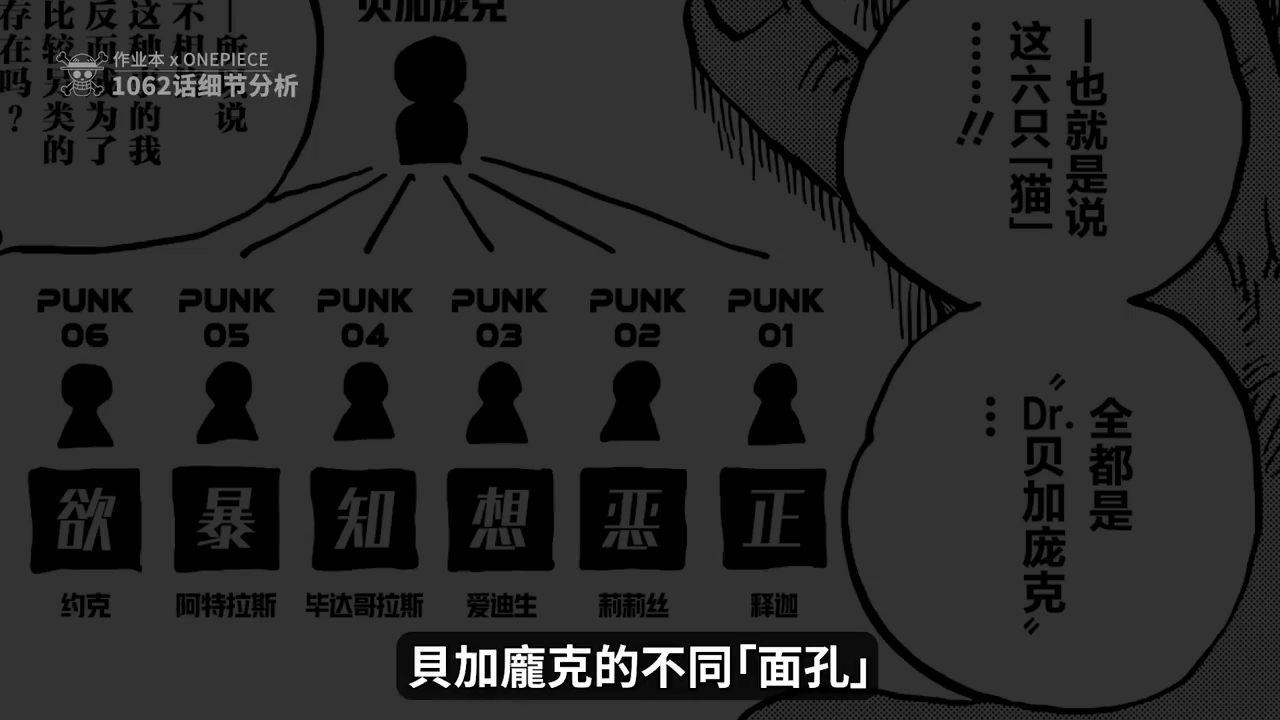 作业本 x ONEPIECE
1062话细节分析
不相
这种 的我
反而成为了
比较另类的
存在吗?
贝加庞克
—也就是说
这六只「猫」
……!!
全都是
〝Dr.贝加庞克〞
…
PUNK 06
PUNK 05
PUNK 04
PUNK 03
PUNK 02
PUNK 01
欲
暴
知
想
恶
正
约克
阿特拉斯
毕达哥拉斯
爱迪生
莉莉丝
释迦
貝加龐克的不同「面孔」